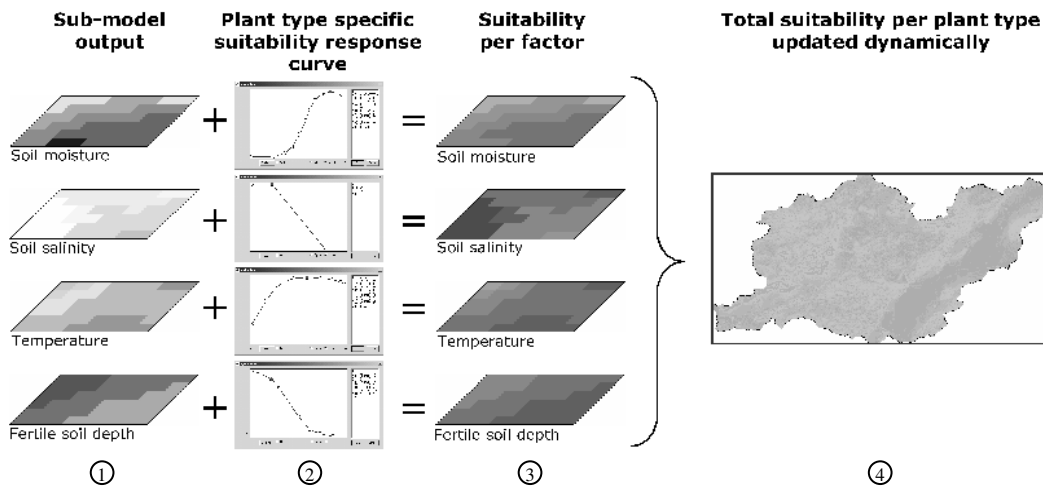 Sub-model
output
Plant type specific
suitability response
curve
Suitability
per factor
Total suitability per plant type
updated dynamically
+
=
Soil moisture
Soil moisture
+
=
Soil salinity
Soil salinity
+
=
Temperature
Temperature
+
=
Fertile soil depth
Fertile soil depth
①
②
③
④